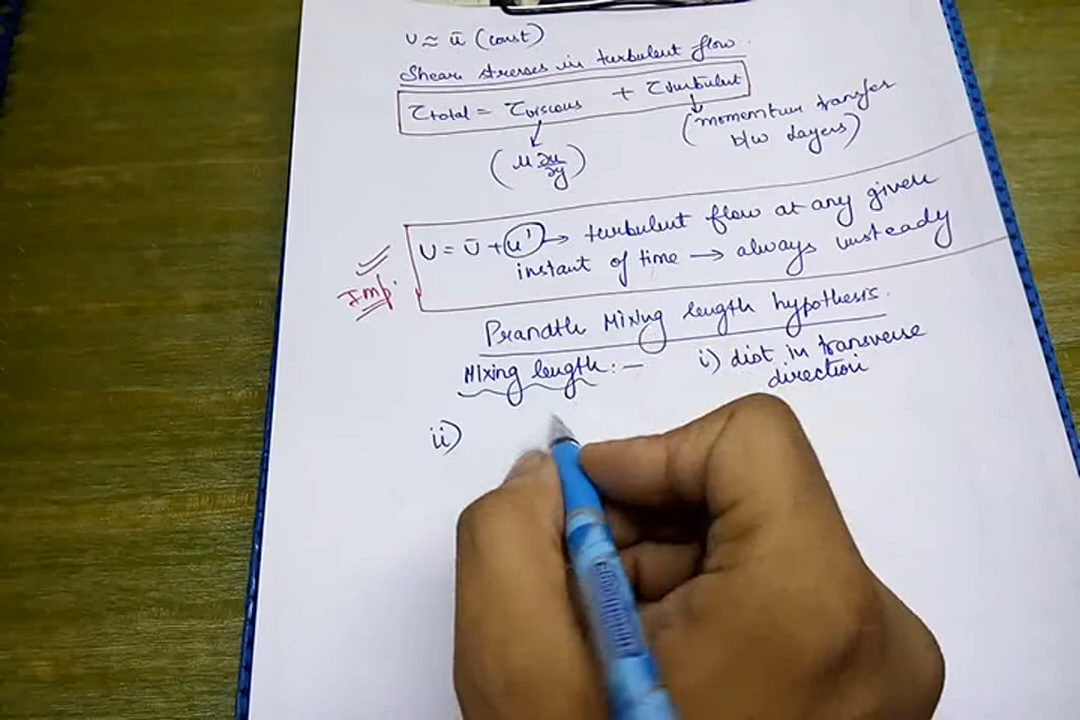 U ≈ ū (const)
Shear stresses in turbulent flow.
τtotal = τviscous + τturbulent
(μ ∂u/∂y)
(momentum transfer
b/w layers)
U = Ū + u' → turbulent flow at any given
instant of time → always unsteady
Imp.
Prandtl Mixing length hypothesis.
Mixing length :—
i) dist in transverse
direction
ii)